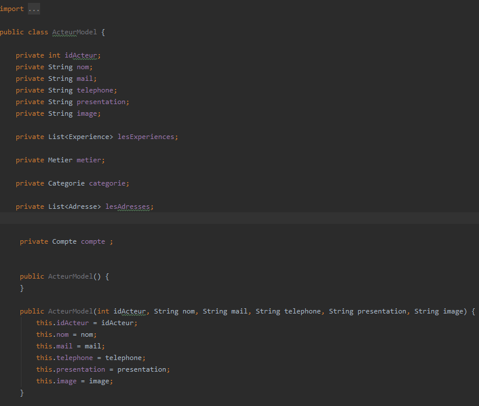 import ...
public class ActeurModel {
private int idActeur;
private String nom;
private String mail;
private String telephone;
private String presentation;
private String image;
private List<Experience> lesExperiences;
private Metier metier;
private Categorie categorie;
private List<Adresse> lesAdresses;
private Compte compte ;
public ActeurModel() {
}
public ActeurModel(int idActeur, String nom, String mail, String telephone, String presentation, String image) {
this.idActeur = idActeur;
this.nom = nom;
this.mail = mail;
this.telephone = telephone;
this.presentation = presentation;
this.image = image;
}